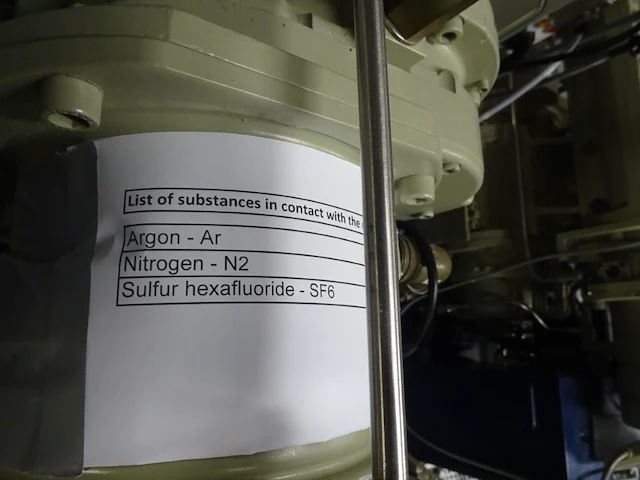 List of substances in contact with the
Argon - Ar
Nitrogen - N2
Sulfur hexafluoride - SF6